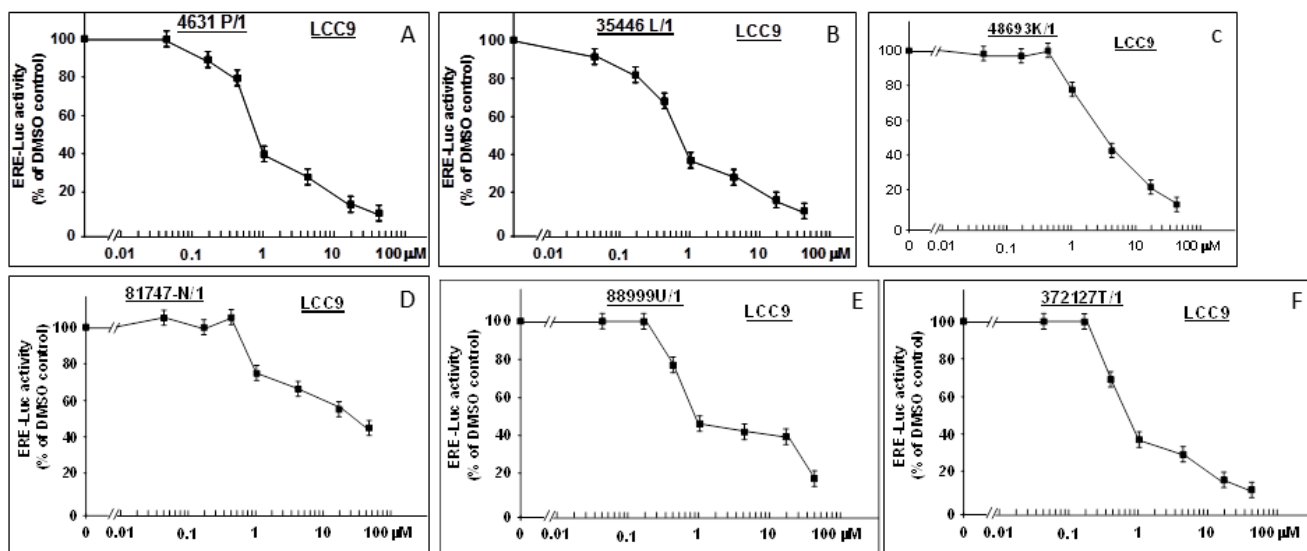 4631 P/1
LCC9
A
ERE-Luc activity
(% of DMSO control)
100
80
60
40
20
0
0.01
0.1
1
10
100 µM
35446 L/1
LCC9
B
ERE-Luc activity
(% of DMSO control)
100
80
60
40
20
0
0.01
0.1
1
10
100 µM
48693K/1
LCC9
C
100
80
60
40
20
0
0
0.01
0.1
1
10
100 µM
81747-N/1
LCC9
D
ERE-Luc activity
(% of DMSO control)
100
80
60
40
20
0
0
0.01
0.1
1
10
100 µM
88999U/1
LCC9
E
ERE-Luc activity
(% of DMSO control)
100
80
60
40
20
0
0
0.01
0.1
1
10
100 µM
372127T/1
LCC9
F
ERE-Luc activity
(% of DMSO control)
100
80
60
40
20
0
0
0.01
0.1
1
10
100 µM